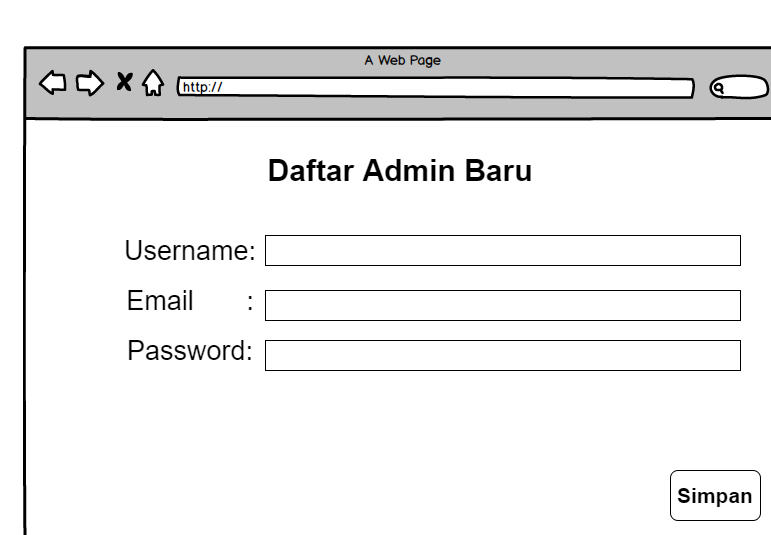 A Web Page
http://
Daftar Admin Baru
Username:
Email :
Password:
Simpan